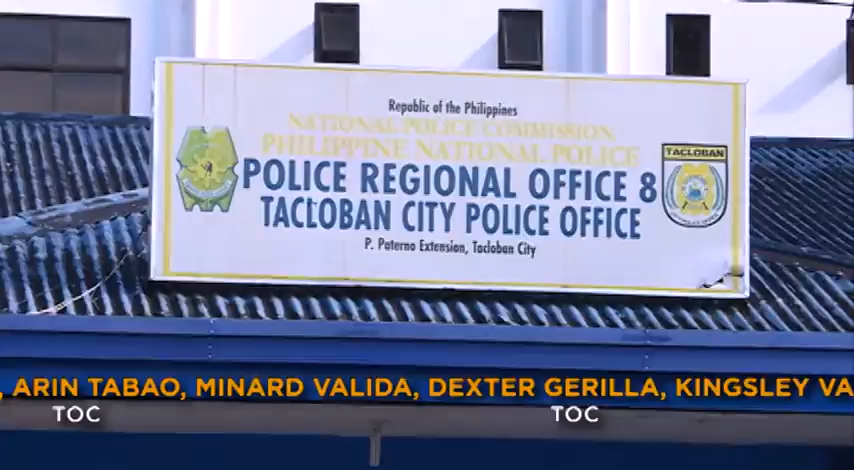 Republic of the Philippines
NATIONAL POLICE COMMISSION
PHILIPPINE NATIONAL POLICE
POLICE REGIONAL OFFICE 8
TACLOBAN CITY POLICE OFFICE
P. Paterno Extension, Tacloban City
TACLOBAN
, ARIN TABAO, MINARD VALIDA, DEXTER GERILLA, KINGSLEY VA
TOC TOC